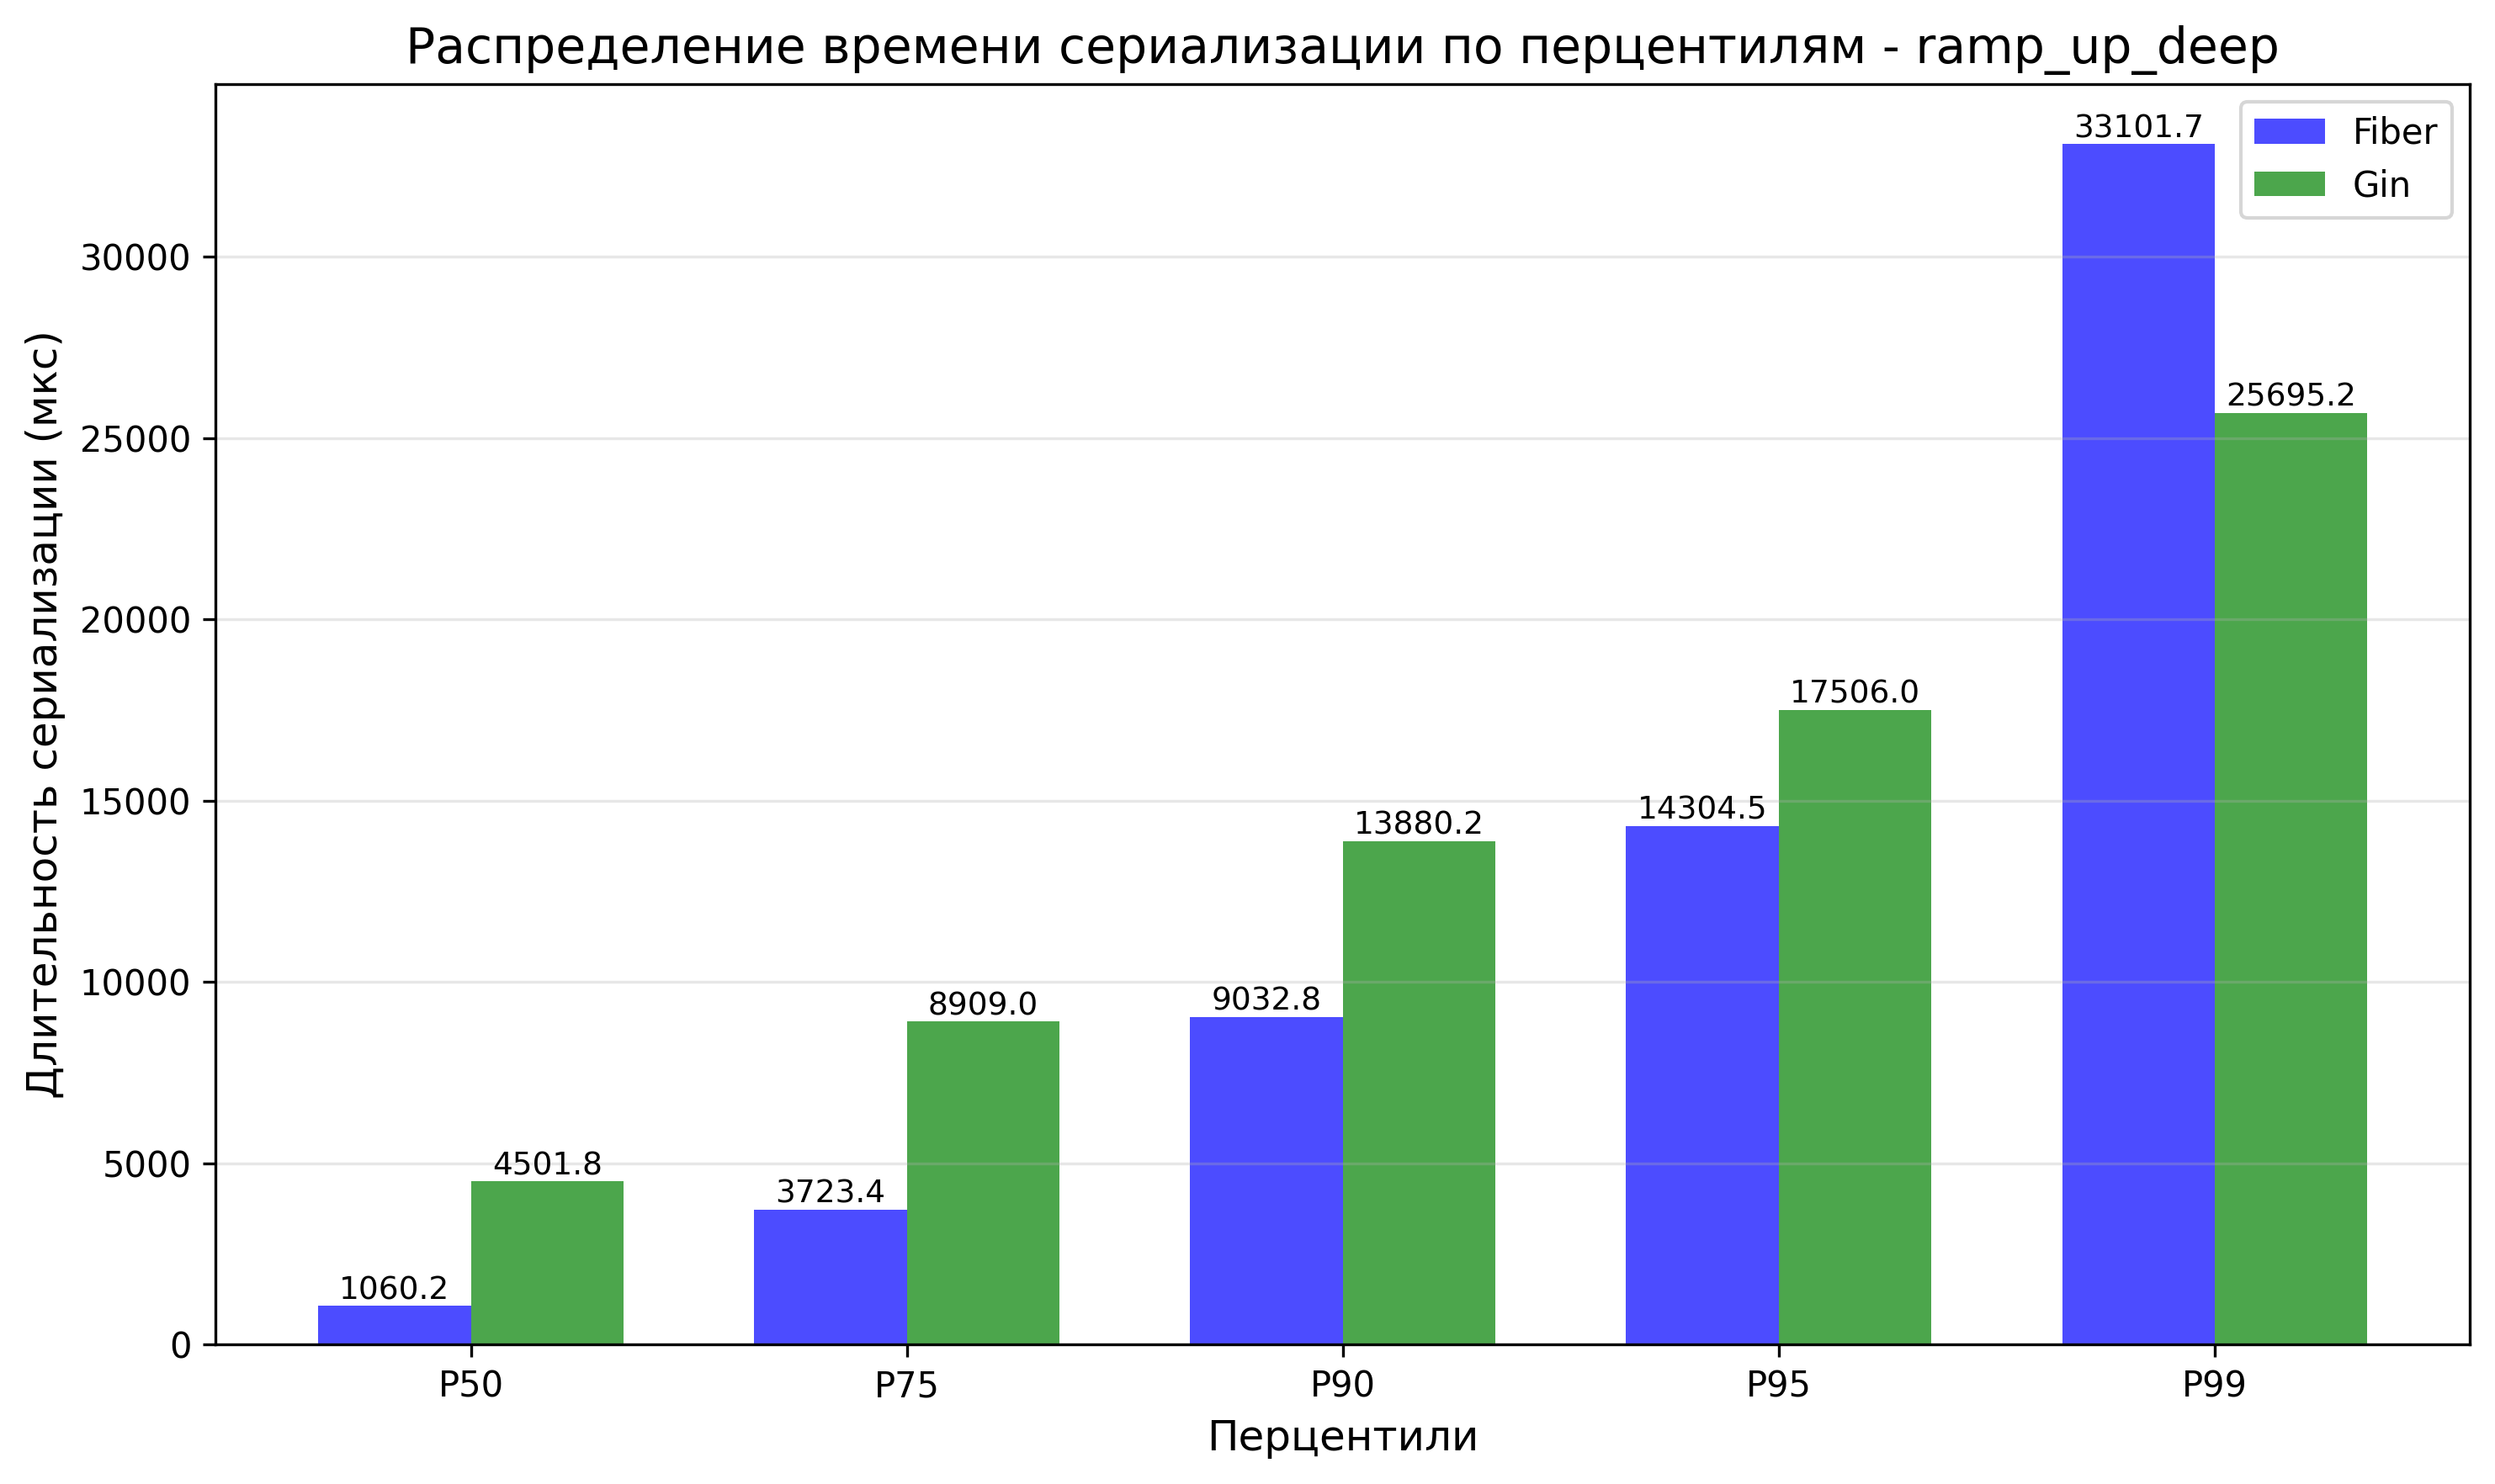 Распределение времени сериализации по перцентилям - ramp_up_deep
Fiber
Gin
Длительность сериализации (мкс)
30000
25000
20000
15000
10000
5000
0
1060.2
4501.8
3723.4
8909.0
9032.8
13880.2
14304.5
17506.0
33101.7
25695.2
P50
P75
P90
P95
P99
Перцентили